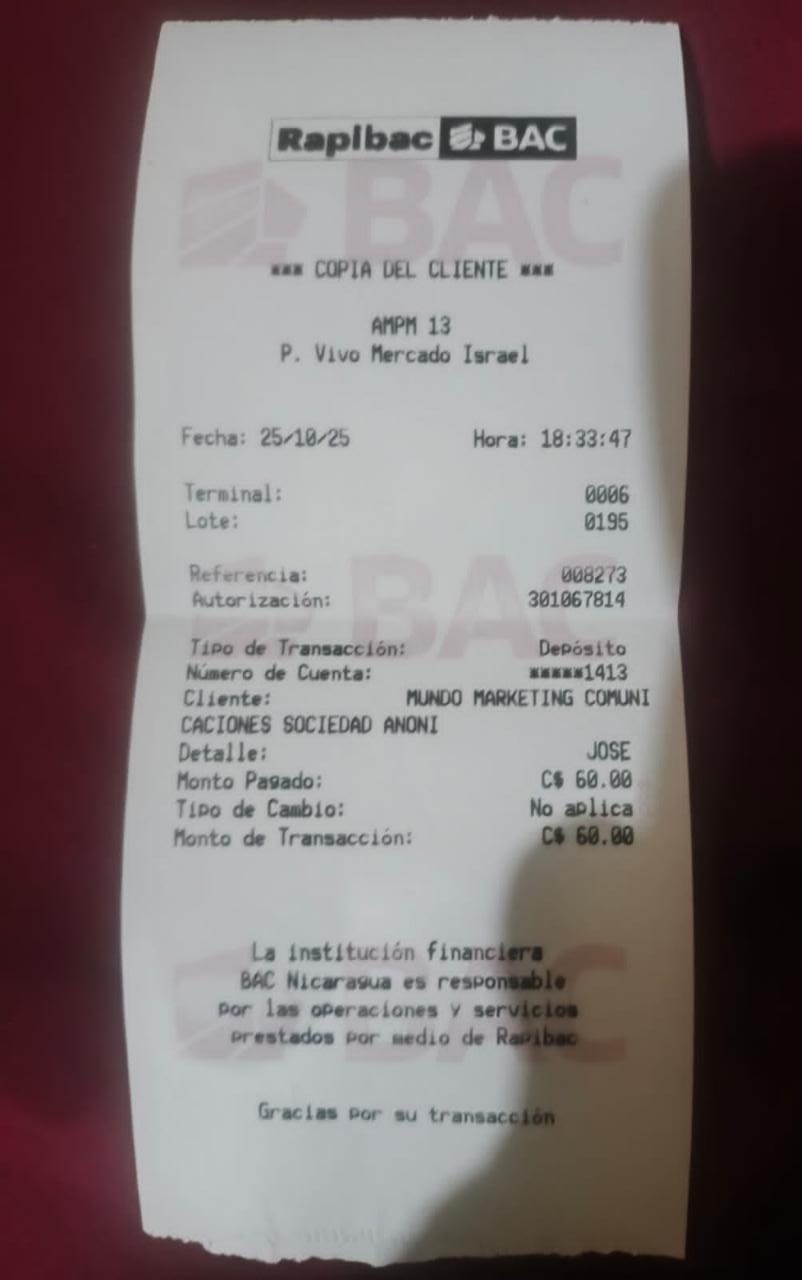 Rapibac BAC
BAC
*** COPIA DEL CLIENTE ***
AMPM 13
P. Vivo Mercado Israel
Fecha: 25/10/25 Hora: 18:33:47
Terminal: 0006
Lote: 0195
BAC
Referencia: 008273
Autorización: 301067814
Tipo de Transacción: Depósito
Número de Cuenta: *****1413
Cliente: MUNDO MARKETING COMUNI
CACIONES SOCIEDAD ANONI
Detalle: JOSE
Monto Pagado: C$ 60.00
Tipo de Cambio: No aplica
Monto de Transacción: C$ 60.00
BAC
La institución financiera
BAC Nicaragua es responsable
por las operaciones y servicios
prestados por medio de Rapibac
Gracias por su transacción